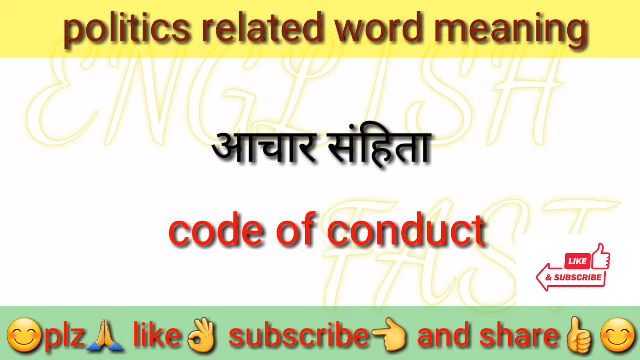 politics related word meaning
ENGLISH
आचार संहिता
code of conduct
FAST
LIKE
& SUBSCRIBE
😊plz🙏 like👌 subscribe👈 and share👍😊